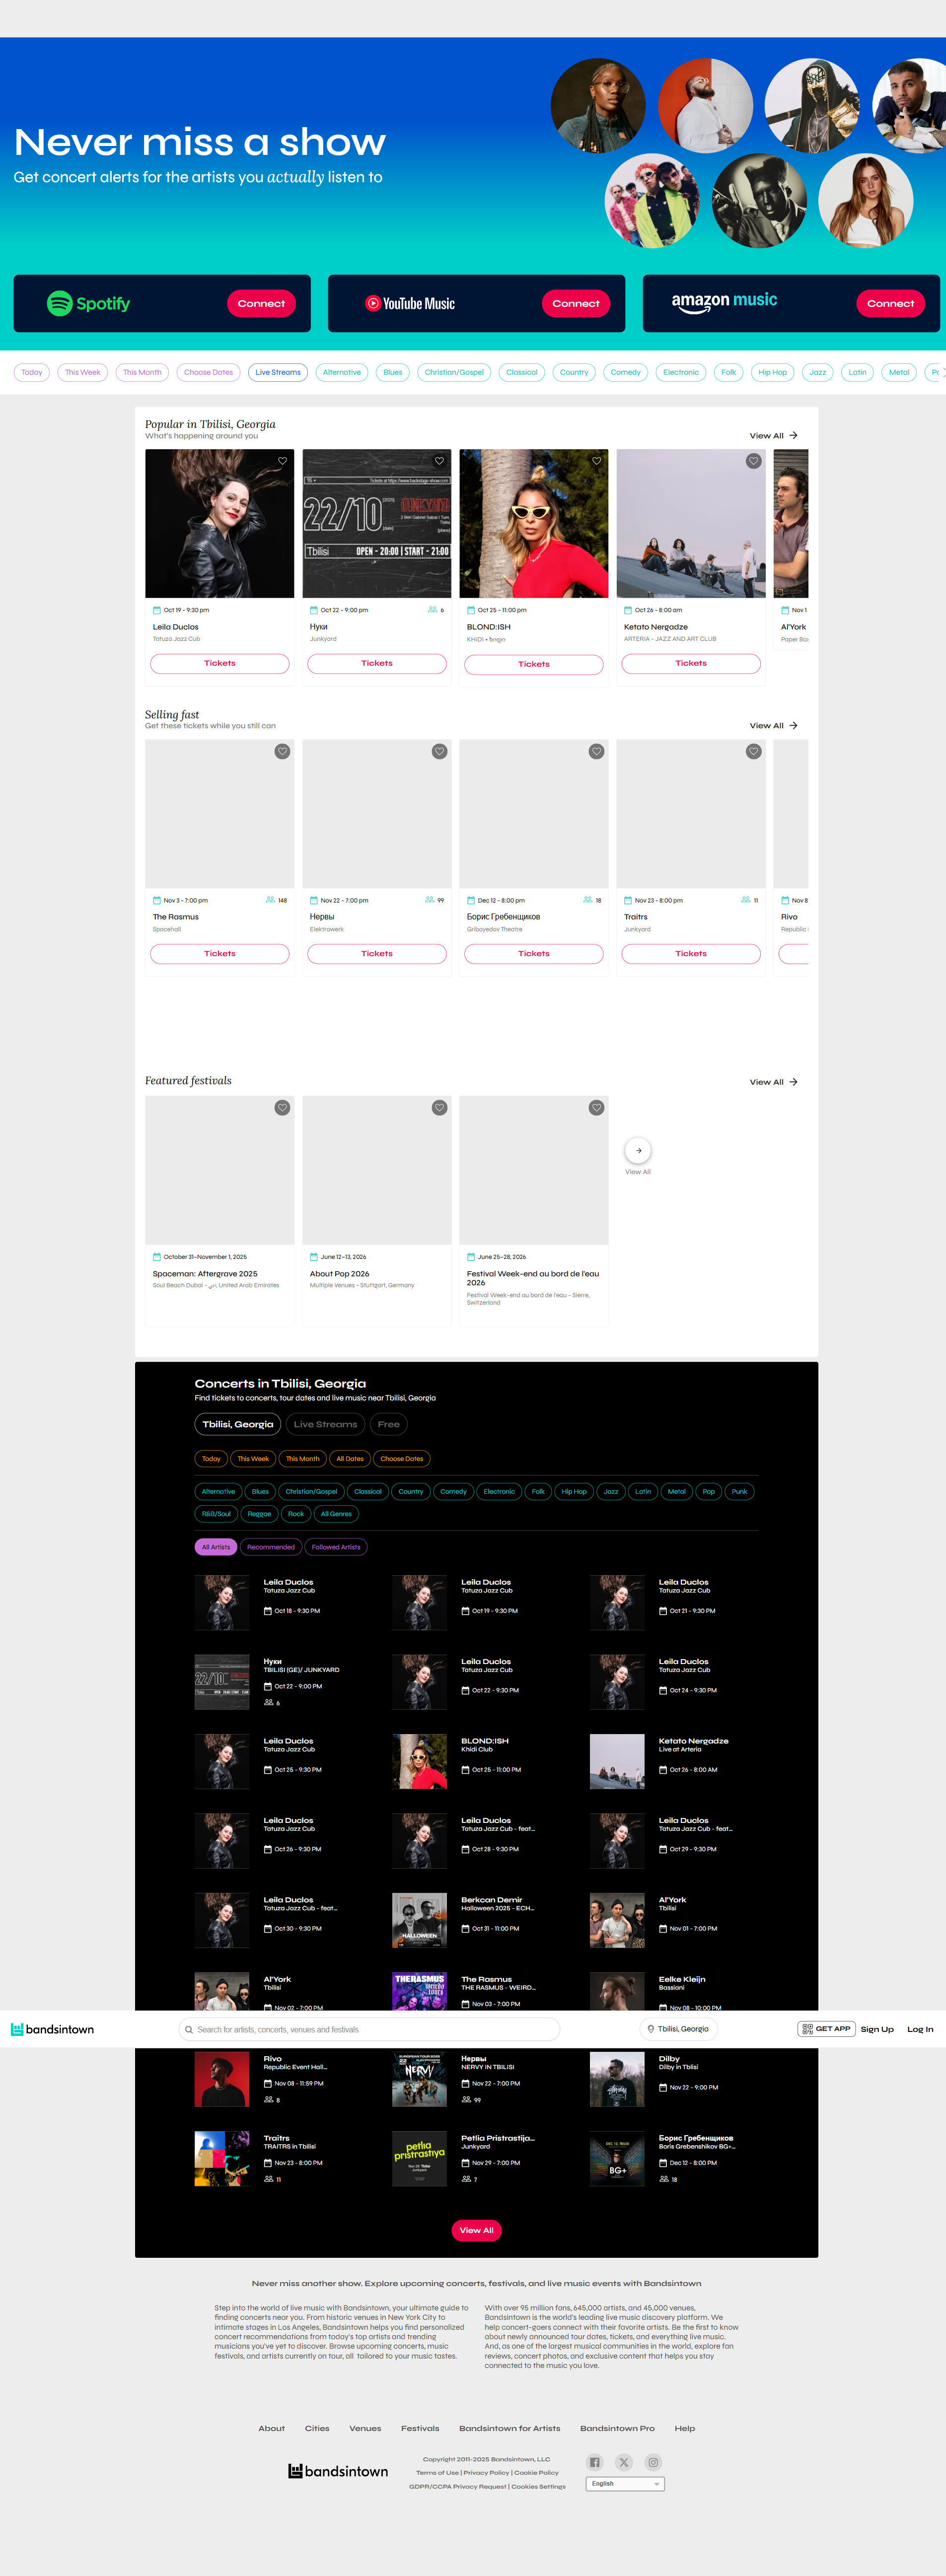 Never miss a show
Get concert alerts for the artists you actually listen to
Spotify
Connect
YouTube Music
Connect
amazon music
Connect
Today
This Week
This Month
Choose Dates
Live Streams
Alternative
Blues
Christian/Gospel
Classical
Country
Comedy
Electronic
Folk
Hip Hop
Jazz
Latin
Metal
Popular in Tbilisi, Georgia
What's happening around you
View All
22/10
Tbilisi
OPEN - 20:00 | START - 21:00
Oct 19 - 9:30 pm
Leila Duclos
Tatuza Jazz Cub
Tickets
Oct 22 - 9:00 pm
6
Нуки
Junkyard
Tickets
Oct 25 - 11:00 pm
BLOND:ISH
KHIDI • ხიდი
Tickets
Oct 26 - 8:00 am
Ketato Nergadze
ARTERIA - JAZZ AND ART CLUB
Tickets
Nov 1
Al'York
Selling fast
Get these tickets while you still can
View All
Nov 3 - 7:00 pm
148
The Rasmus
Spacehall
Tickets
Nov 22 - 7:00 pm
99
Нервы
Elektrowerk
Tickets
Dec 12 - 8:00 pm
18
Борис Гребенщиков
Griboyedov Theatre
Tickets
Nov 23 - 8:00 pm
11
Traitrs
Junkyard
Tickets
Nov 8
Rivo
Republic
Featured festivals
View All
October 31–November 1, 2025
Spaceman: Aftergrave 2025
Soul Beach Dubai - دبي, United Arab Emirates
June 12–13, 2026
About Pop 2026
Multiple Venues - Stuttgart, Germany
June 25–28, 2026
Festival Week-end au bord de l'eau
2026
Festival Week-end au bord de l'eau - Sierre,
Switzerland
View All
Concerts in Tbilisi, Georgia
Find tickets to concerts, tour dates and live music near Tbilisi, Georgia
Tbilisi, Georgia
Live Streams
Free
Today
This Week
This Month
All Dates
Choose Dates
Alternative
Blues
Christion/Gospel
Classical
Country
Comedy
Electronic
Folk
Hip Hop
Jazz
Latin
Metal
Pop
Punk
R&B/Soul
Reggae
Rock
All Genres
All Artists
Recommended
Followed Artists
Leila Duclos
Tatuza Jazz Cub
Oct 18 - 9:30 PM
Leila Duclos
Tatuza Jazz Cub
Oct 19 - 9:30 PM
Leila Duclos
Tatuza Jazz Cub
Oct 21 - 9:30 PM
22/10
Нуки
TBILISI (GE)/ JUNKYARD
Oct 22 - 9:00 PM
6
Leila Duclos
Tatuza Jazz Cub
Oct 22 - 9:30 PM
Leila Duclos
Tatuza Jazz Cub
Oct 24 - 9:30 PM
Leila Duclos
Tatuza Jazz Cub
Oct 25 - 9:30 PM
BLOND:ISH
Khidi Club
Oct 25 - 11:00 PM
Ketato Nergadze
Live at Arteria
Oct 26 - 8:00 AM
Leila Duclos
Tatuza Jazz Cub
Oct 26 - 9:30 PM
Leila Duclos
Tatuza Jazz Cub - feat...
Oct 28 - 9:30 PM
Leila Duclos
Tatuza Jazz Cub - feat...
Oct 29 - 9:30 PM
Leila Duclos
Tatuza Jazz Cub - feat...
Oct 30 - 9:30 PM
HALLOWEEN
Berkcan Demir
Halloween 2025 - ECH...
Oct 31 - 11:00 PM
Al'York
Tbilisi
Nov 01 - 7:00 PM
Al'York
Tbilisi
Nov 02 - 7:00 PM
THERASMUS
The Rasmus
THE RASMUS - WEIRD...
Nov 03 - 7:00 PM
Eelke Kleijn
Bassiani
Nov 08 - 10:00 PM
bandsintown
Search for artists, concerts, venues and festivals
Tbilisi, Georgia
GET APP
Sign Up
Log In
Rivo
Republic Event Hall...
Nov 08 - 11:59 PM
8
Нервы
NERVY IN TBILISI
Nov 22 - 7:00 PM
99
Dilby
Dilby in Tblisi
Nov 22 - 9:00 PM
Traitrs
TRAITRS in Tbilisi
Nov 23 - 8:00 PM
11
petlia
pristrastiya
Petlia Pristrastija...
Junkyard
Nov 29 - 7:00 PM
7
BG+
Борис Гребенщиков
Boris Grebenshikov BG+...
Dec 12 - 8:00 PM
18
View All
Never miss another show. Explore upcoming concerts, festivals, and live music events with Bandsintown
Step into the world of live music with Bandsintown, your ultimate guide to
finding concerts near you. From historic venues in New York City to
intimate stages in Los Angeles, Bandsintown helps you find personalized
concert recommendations from today's top artists and trending
musicians you've yet to discover. Browse upcoming concerts, music
festivals, and artists currently on tour, all tailored to your music tastes.
With over 95 million fans, 645,000 artists, and 45,000 venues,
Bandsintown is the world's leading live music discovery platform. We
help concert-goers connect with their favorite artists. Be the first to know
about newly announced tour dates, tickets, and everything live music.
And, as one of the largest musical communities in the world, explore fan
reviews, concert photos, and exclusive content that helps you stay
connected to the music you love.
About
Cities
Venues
Festivals
Bandsintown for Artists
Bandsintown Pro
Help
bandsintown
Copyright 2011-2025 Bandsintown, LLC
Terms of Use | Privacy Policy | Cookie Policy
GDPR/CCPA Privacy Request | Cookies Settings
English